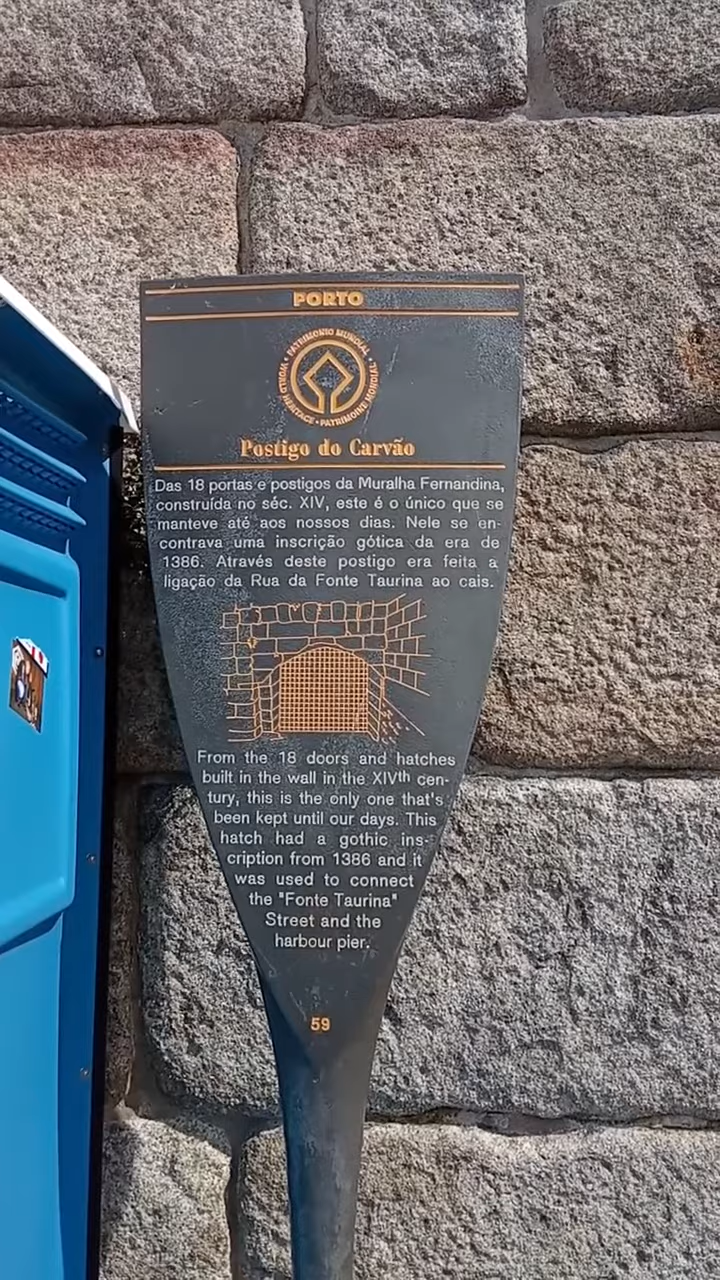 PORTO
PATRIMONIO MUNDIAL • WORLD HERITAGE • PATRIMOINE MONDIAL •
Postigo do Carvão
Das 18 portas e postigos da Muralha Fernandina,
construída no séc. XIV, este é o único que se
manteve até aos nossos dias. Nele se en-
contrava uma inscrição gótica da era de
1386. Através deste postigo era feita a
ligação da Rua da Fonte Taurina ao cais.
From the 18 doors and hatches
built in the wall in the XIVth cen-
tury, this is the only one that's
been kept until our days. This
hatch had a gothic ins-
cription from 1386 and it
was used to connect
the "Fonte Taurina"
Street and the
harbour pier.
59